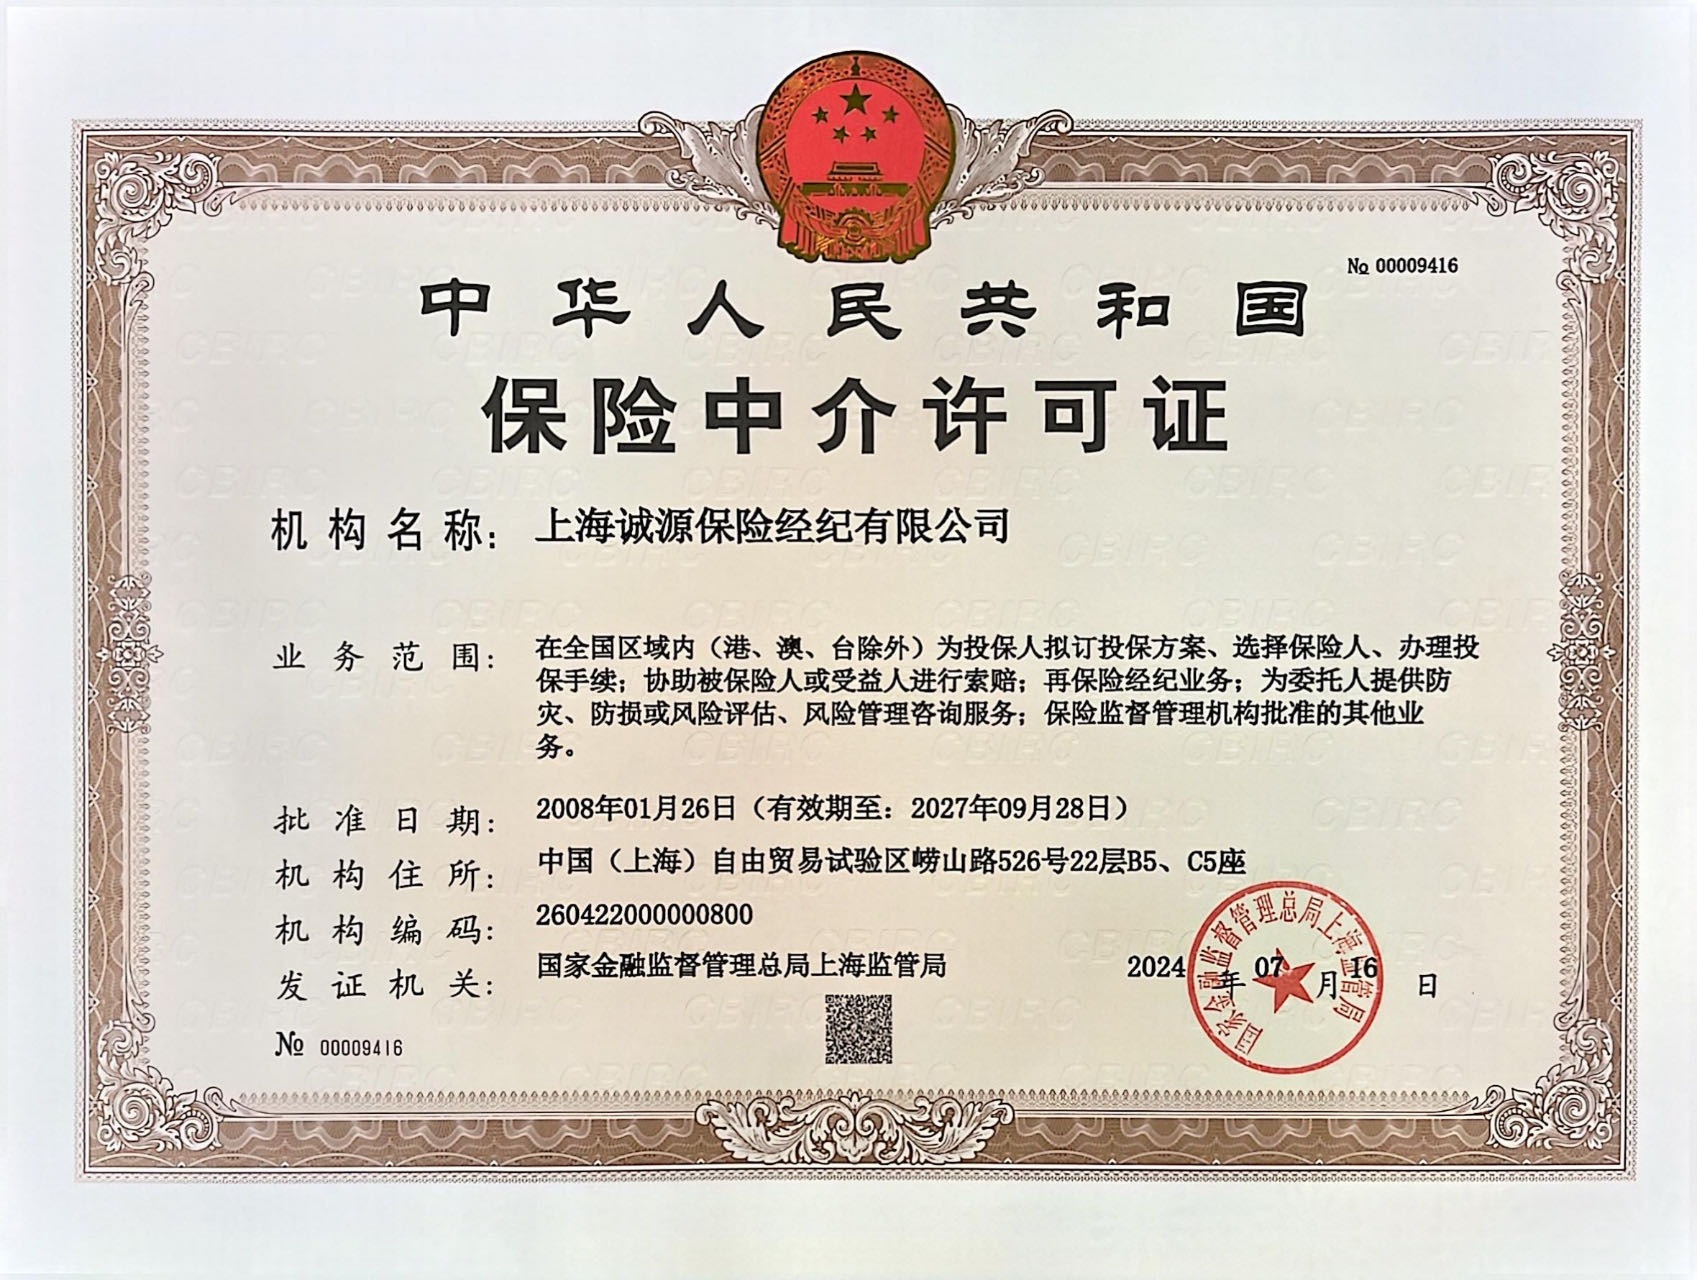 № 00009416
中华人民共和国
保险中介许可证
机构名称：上海诚源保险经纪有限公司
业务范围：在全国区域内（港、澳、台除外）为投保人拟订投保方案、选择保险人、办理投
保手续；协助被保险人或受益人进行索赔；再保险经纪业务；为委托人提供防
灾、防损或风险评估、风险管理咨询服务；保险监督管理机构批准的其他业
务。
批准日期：2008年01月26日（有效期至：2027年09月28日）
机构住所：中国（上海）自由贸易试验区崂山路526号22层B5、C5座
机构编码：260422000000800
发证机关：国家金融监督管理总局上海监管局
2024年07月16日
国家金融监督管理总局上海监管局
№ 00009416
CBIRC